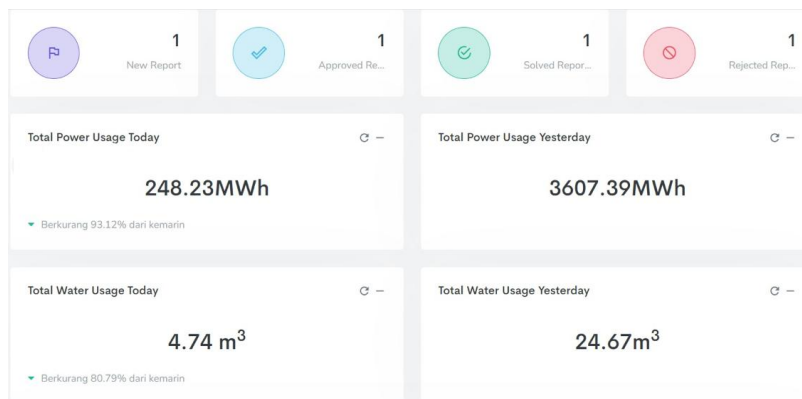 1
New Report
1
Approved Re...
1
Solved Repor...
1
Rejected Rep...
Total Power Usage Today
248.23MWh
Berkurang 93.12% dari kemarin
Total Power Usage Yesterday
3607.39MWh
Total Water Usage Today
4.74 m³
Berkurang 80.79% dari kemarin
Total Water Usage Yesterday
24.67m³